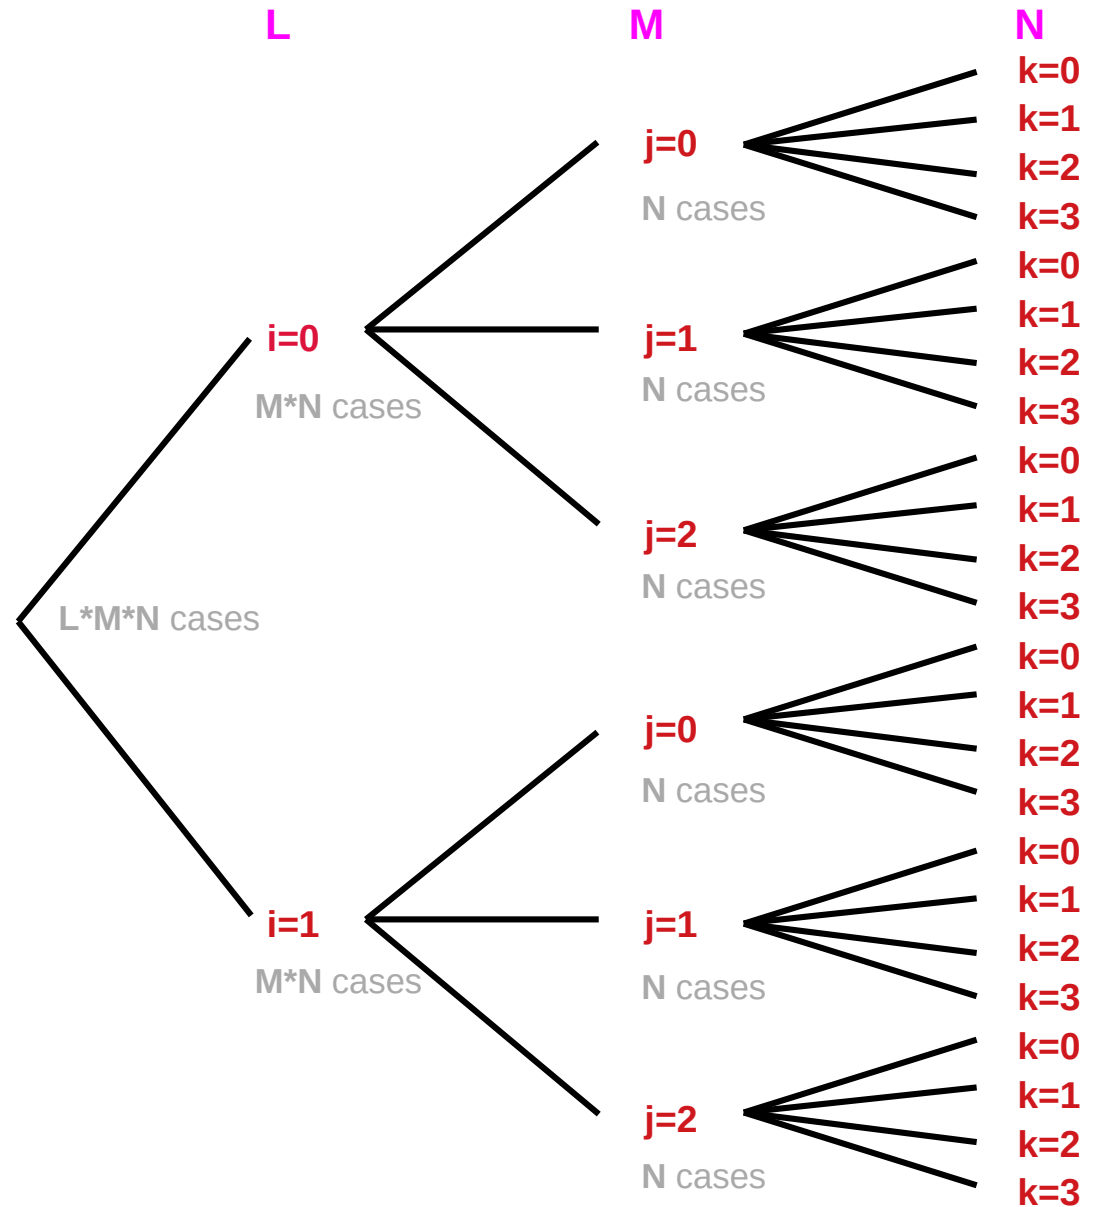 L M N
k=0
k=1
j=0
k=2
N cases
k=3
k=0
k=1
i=0 j=1
k=2
N cases
M*N cases
k=3
k=0
k=1
j=2
k=2
N cases
k=3
L*M*N cases
k=0
k=1
j=0
k=2
N cases
k=3
k=0
k=1
i=1 j=1
k=2
M*N cases
N cases
k=3
k=0
k=1
j=2
k=2
N cases
k=3